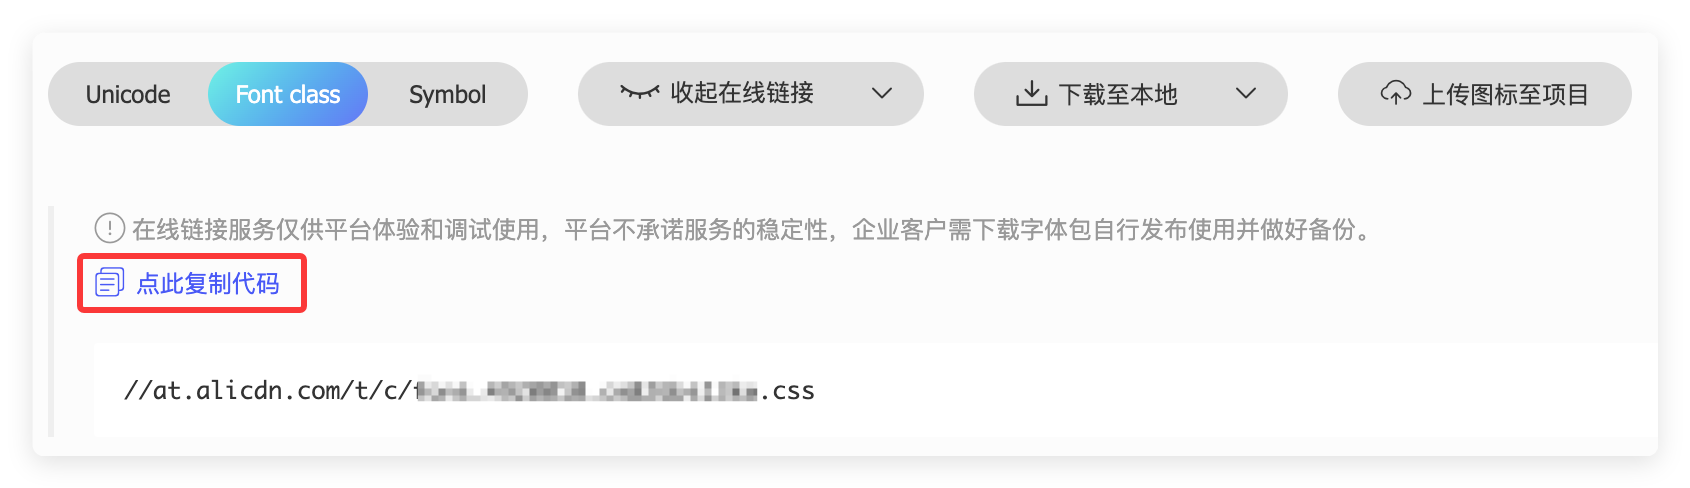 Unicode Font class Symbol 收起在线链接 下载至本地 上传图标至项目
在线链接服务仅供平台体验和调试使用，平台不承诺服务的稳定性，企业客户需下载字体包自行发布使用并做好备份。
点此复制代码
//at.alicdn.com/t/c/ .css